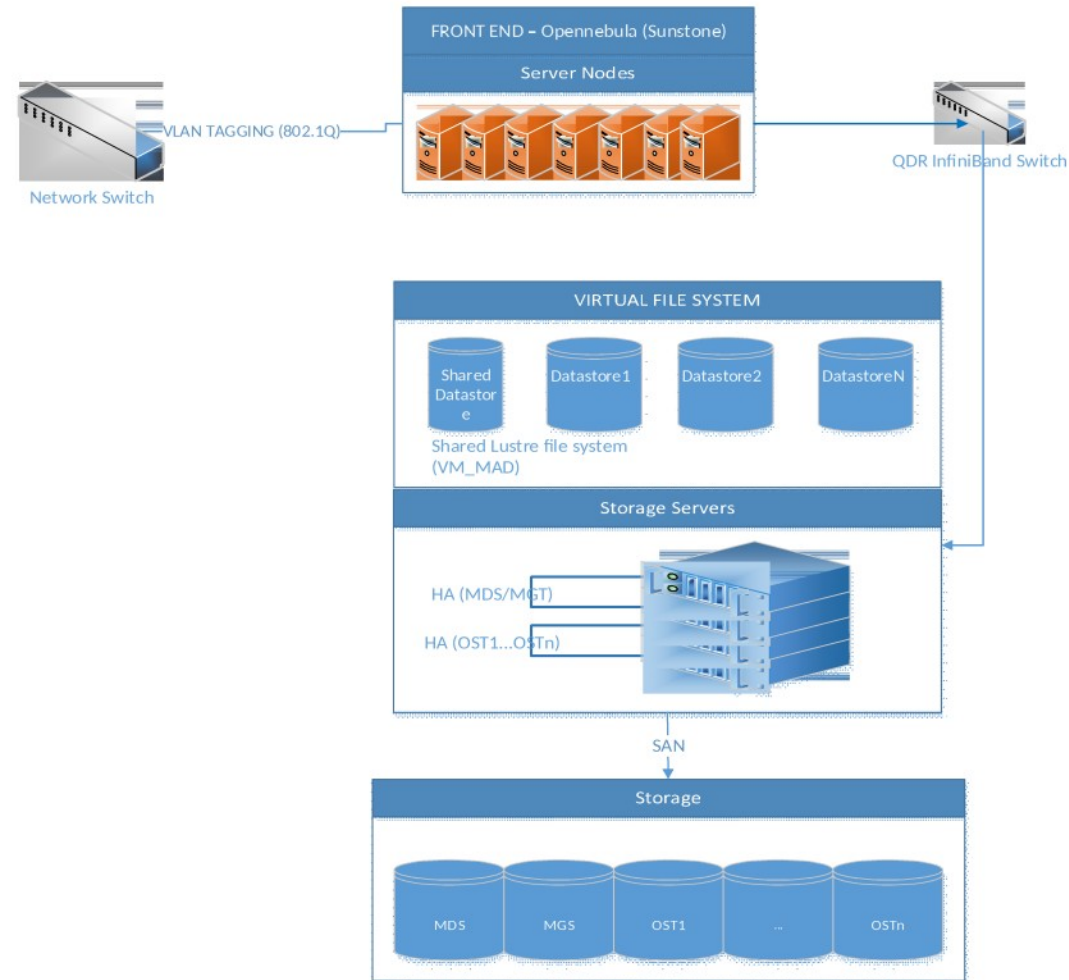 FRONT END – Opennebula (Sunstone)
Server Nodes
VLAN TAGGING (802.1Q)
Network Switch
QDR InfiniBand Switch
VIRTUAL FILE SYSTEM
Shared
Datastor
e
Datastore1
Datastore2
DatastoreN
Shared Lustre file system
(VM_MAD)
Storage Servers
HA (MDS/MGT)
HA (OST1...OSTn)
SAN
Storage
MDS
MGS
OST1
...
OSTn